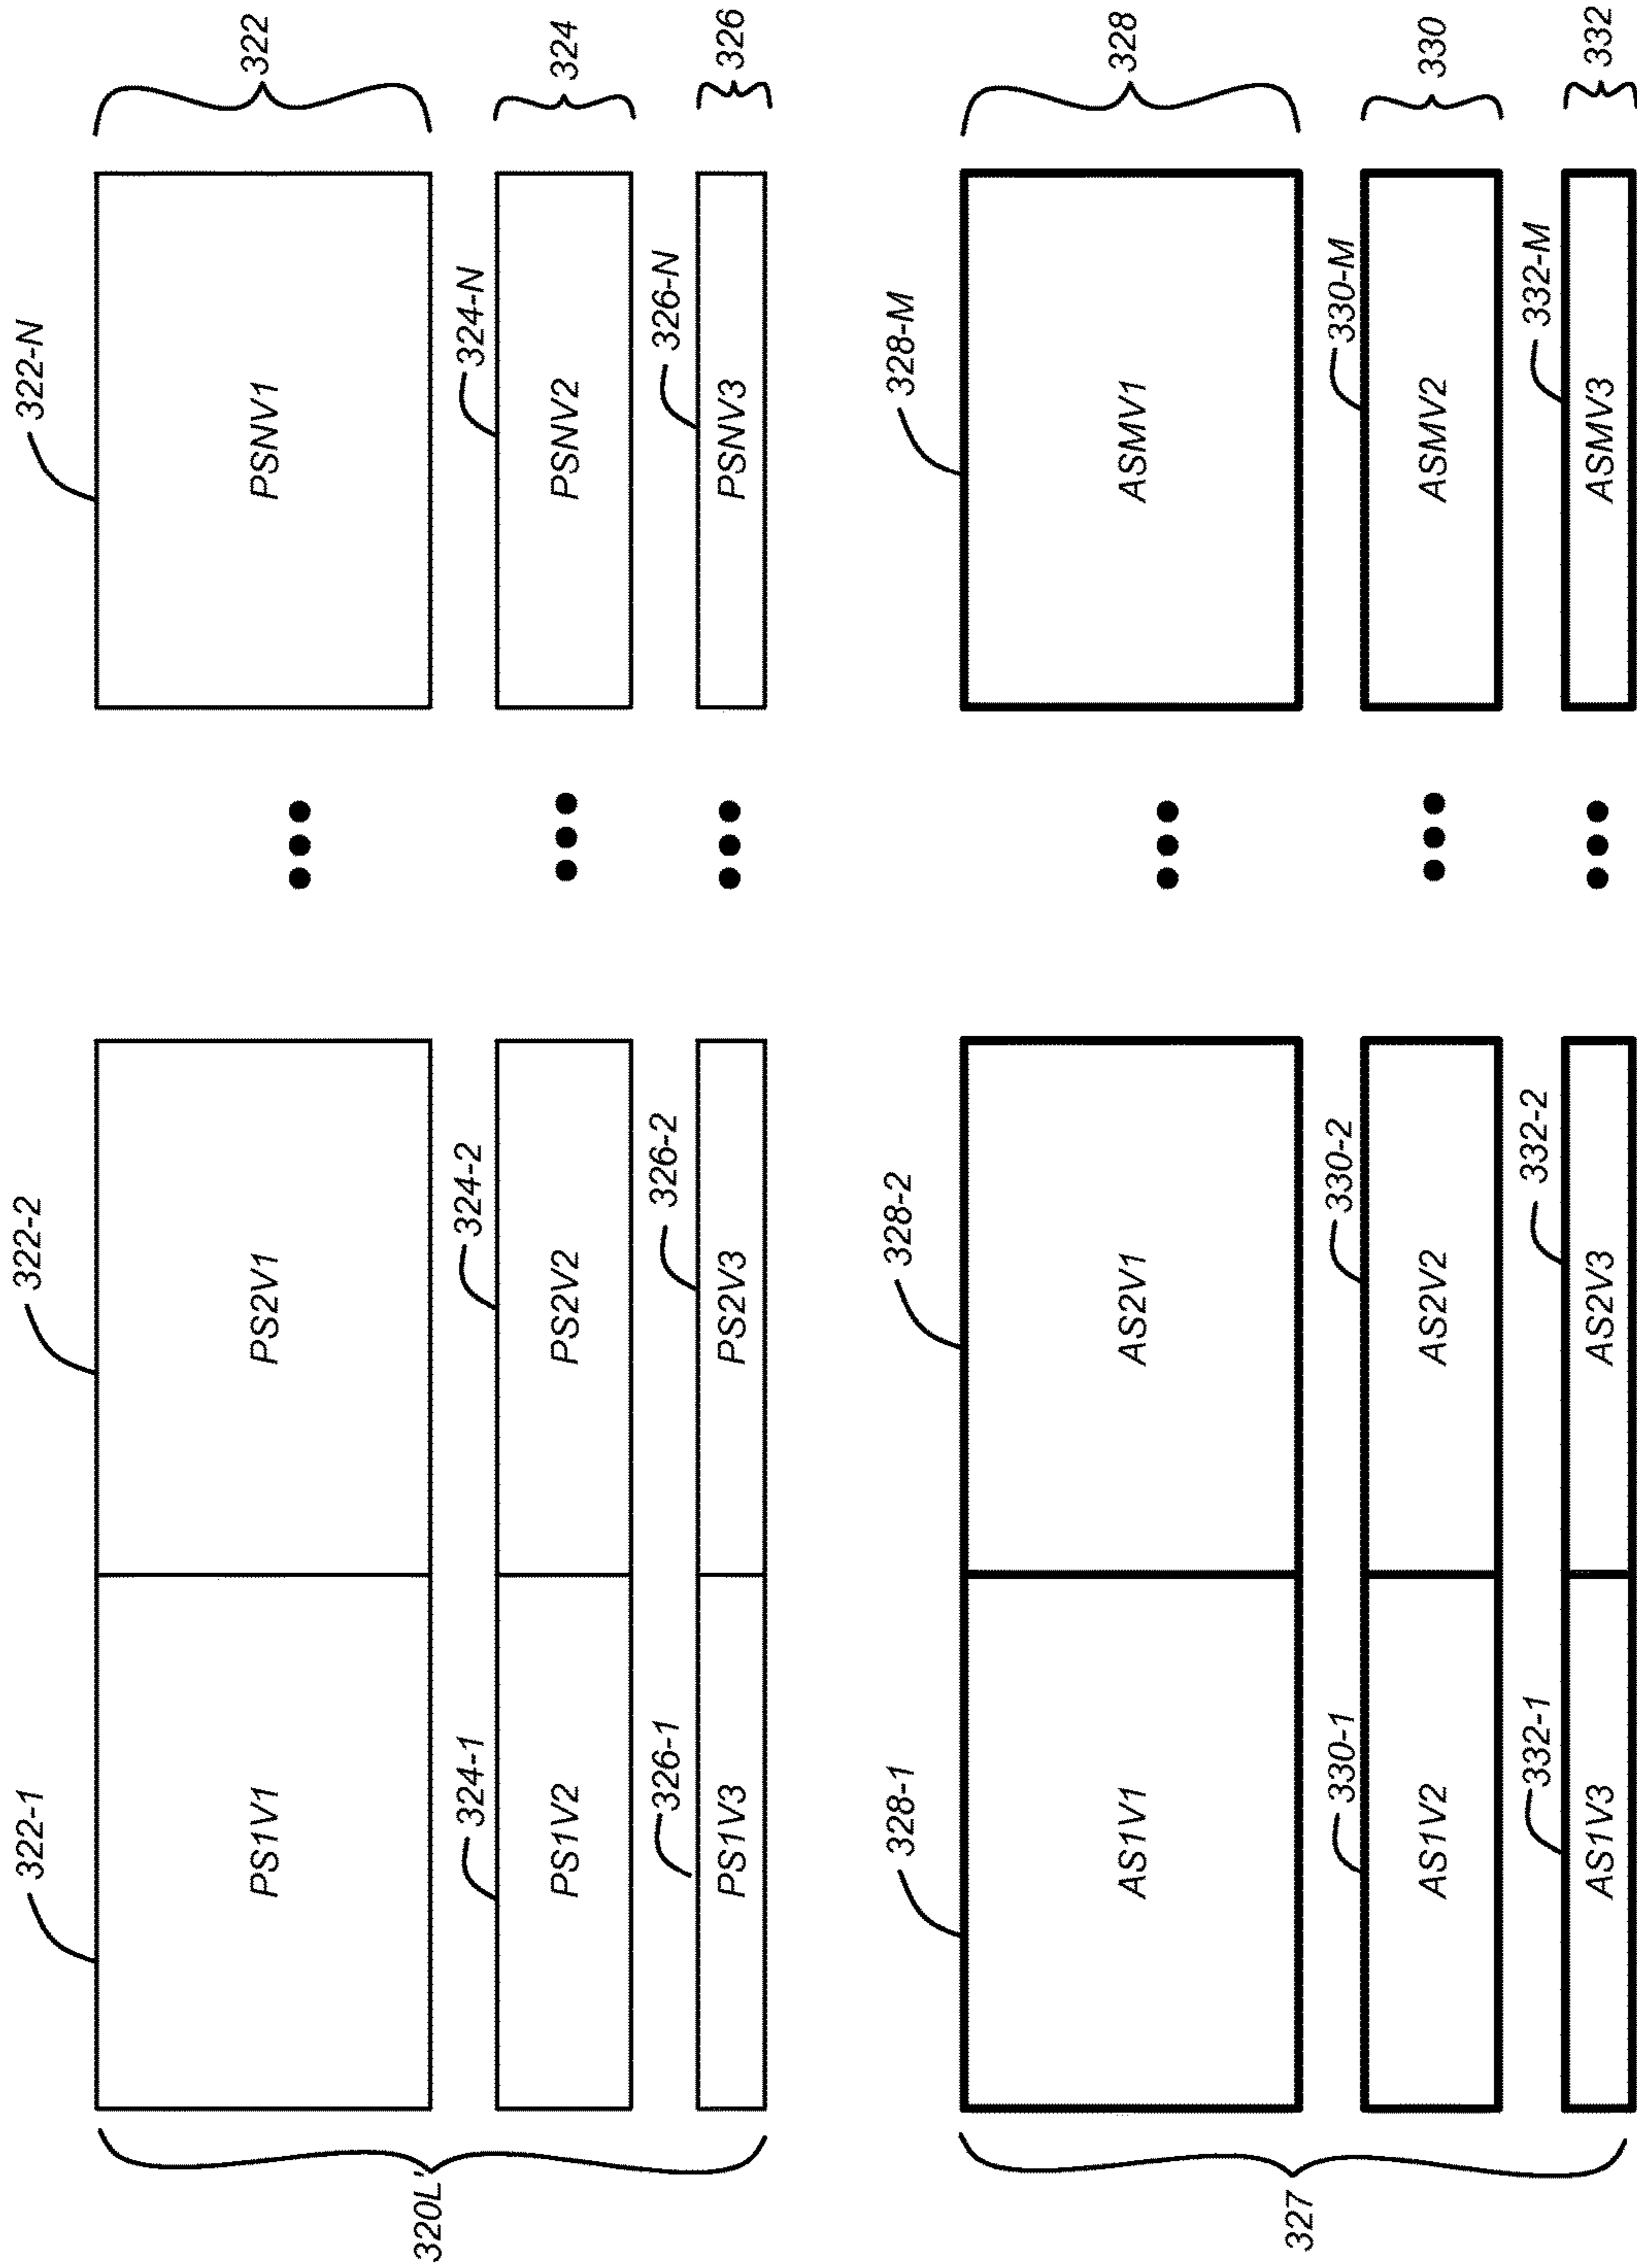 322-1
322-2
322-N
PS1V1
PS2V1
PSNV1
322
324-1
324-2
324-N
PS1V2
PS2V2
PSNV2
324
326-1
326-2
326-N
PS1V3
PS2V3
PSNV3
326
320L'
328-1
328-2
328-M
AS1V1
AS2V1
ASMV1
328
330-1
330-2
330-M
AS1V2
AS2V2
ASMV2
330
332-1
332-2
332-M
AS1V3
AS2V3
ASMV3
332
327